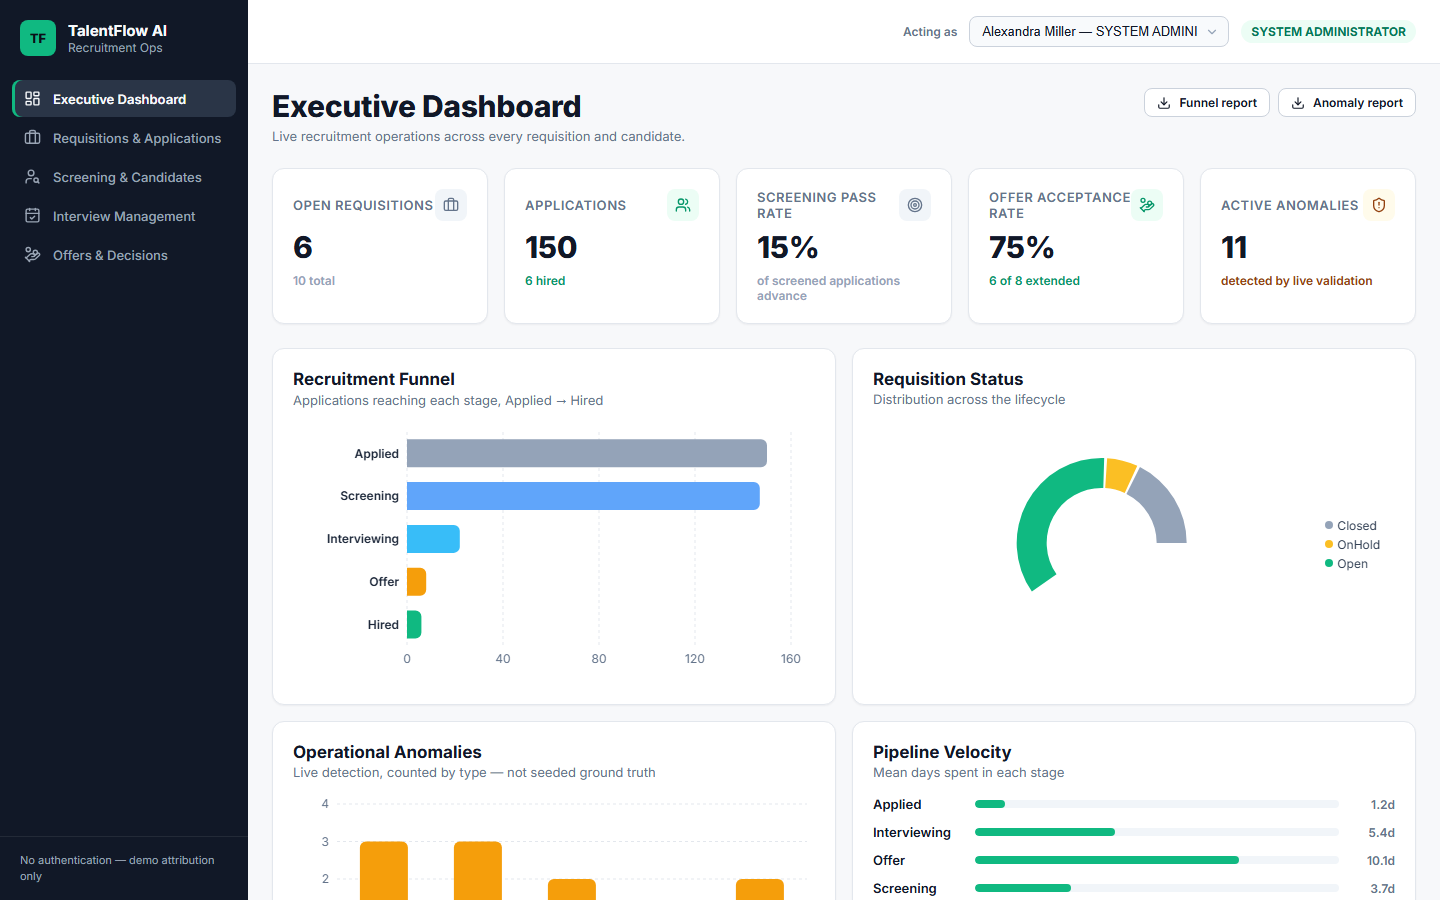 TF
TalentFlow AI
Recruitment Ops
Executive Dashboard
Requisitions & Applications
Screening & Candidates
Interview Management
Offers & Decisions
No authentication — demo attribution
only
Acting as
Alexandra Miller — SYSTEM ADMINI
SYSTEM ADMINISTRATOR
Executive Dashboard
Live recruitment operations across every requisition and candidate.
Funnel report
Anomaly report
OPEN REQUISITIONS
6
10 total
APPLICATIONS
150
6 hired
SCREENING PASS
RATE
15%
of screened applications
advance
OFFER ACCEPTANCE
RATE
75%
6 of 8 extended
ACTIVE ANOMALIES
11
detected by live validation
Recruitment Funnel
Applications reaching each stage, Applied → Hired
Applied
Screening
Interviewing
Offer
Hired
0 40 80 120 160
Requisition Status
Distribution across the lifecycle
Closed
OnHold
Open
Operational Anomalies
Live detection, counted by type — not seeded ground truth
4
3
2
Pipeline Velocity
Mean days spent in each stage
Applied 1.2d
Interviewing 5.4d
Offer 10.1d
Screening 3.7d